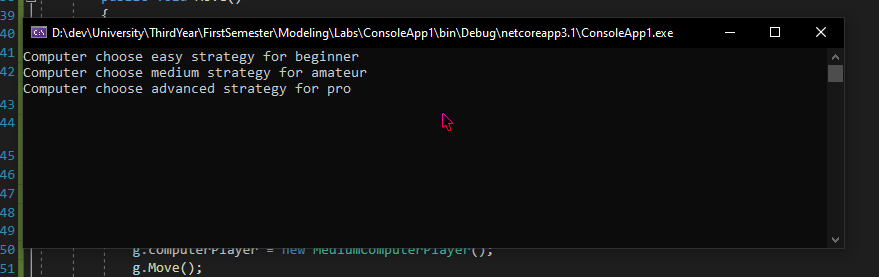 39 {
40 D:\dev\University\ThirdYear\FirstSemester\Modeling\Labs\ConsoleApp1\bin\Debug\netcoreapp3.1\ConsoleApp1.exe
41 Computer choose easy strategy for beginner
42 Computer choose medium strategy for amateur
Computer choose advanced strategy for pro
43
44
45
46
47
48
49
50 g.computerPlayer = new MediumComputerPlayer();
51 g.Move();